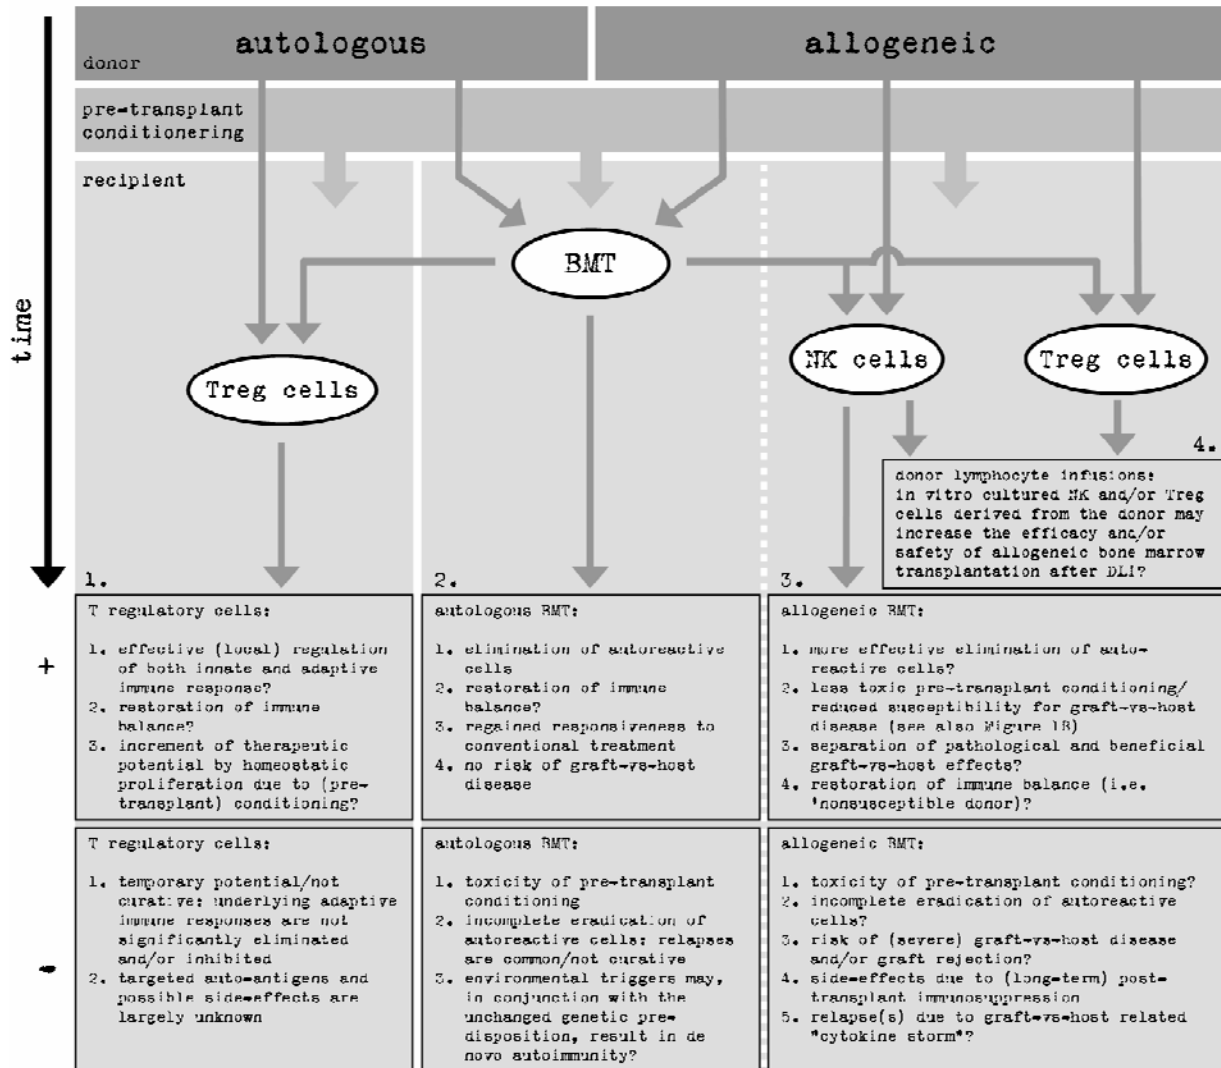 autologous
allogeneic
donor
pre-transplant
conditionering
recipient
time
BMT
Treg cells
NK cells
Treg cells
4.
donor lymphocyte infusions:
in vitro cultured NK and/or Treg
cells derived from the donor may
increase the efficacy and/or
safety of allogeneic bone marrow
transplantation after DLI?
1.
2.
3.
+
T regulatory cells:
1. effective (local) regulation
of both innate and adaptive
immune response?
2. restoration of immune
balance?
3. increment of therapeutic
potential by homeostatic
proliferation due to (pre-
transplant) conditioning?
autologous BMT:
1. elimination of autoreactive
cells
2. restoration of immune
balance?
3. regained responsiveness to
conventional treatment
4. no risk of graft-vs-host
disease
allogeneic BMT:
1. more effective elimination of auto-
reactive cells?
2. less toxic pre-transplant conditioning/
reduced susceptibility for graft-vs-host
disease (see also Figure 1B)
3. separation of pathological and beneficial
graft-vs-host effects?
4. restoration of immune balance (i.e.
'nonsusceptible donor)?
-
T regulatory cells:
1. temporary potential/not
curative: underlying adaptive
immune responses are not
significantly eliminated
and/or inhibited
2. targeted auto-antigens and
possible side-effects are
largely unknown
autologous BMT:
1. toxicity of pre-transplant
conditioning
2. incomplete eradication of
autoreactive cells: relapses
are common/not curative
3. environmental triggers may,
in conjunction with the
unchanged genetic pre-
disposition, result in de
novo autoimmunity?
allogeneic BMT:
1. toxicity of pre-transplant conditioning?
2. incomplete eradication of autoreactive
cells?
3. risk of (severe) graft-vs-host disease
and/or graft rejection?
4. side-effects due to (long-term) post-
transplant immunosuppression
5. relapse(s) due to graft-vs-host related
"cytokine storm"?